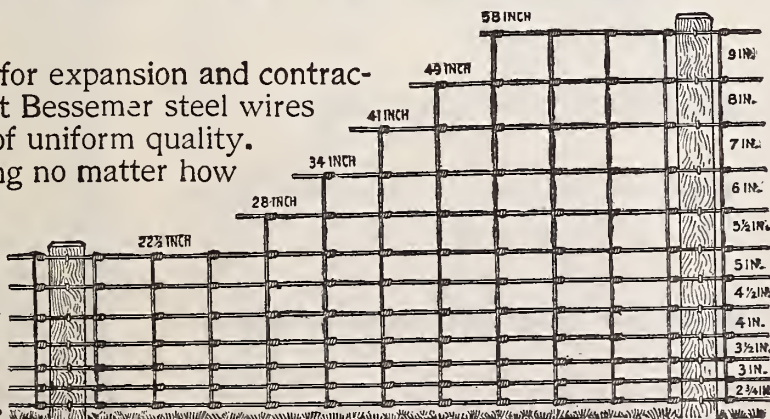 for expansion and contrac-
t Bessemer steel wires
of uniform quality.
ng no matter how
58 INCH
49 INCH
41 INCH
34 INCH
28 INCH
22½ INCH
9 IN.
8 IN.
7 IN.
6 IN.
5½ IN.
5 IN.
4½ IN.
4 IN.
3½ IN.
3 IN.
2¾ IN